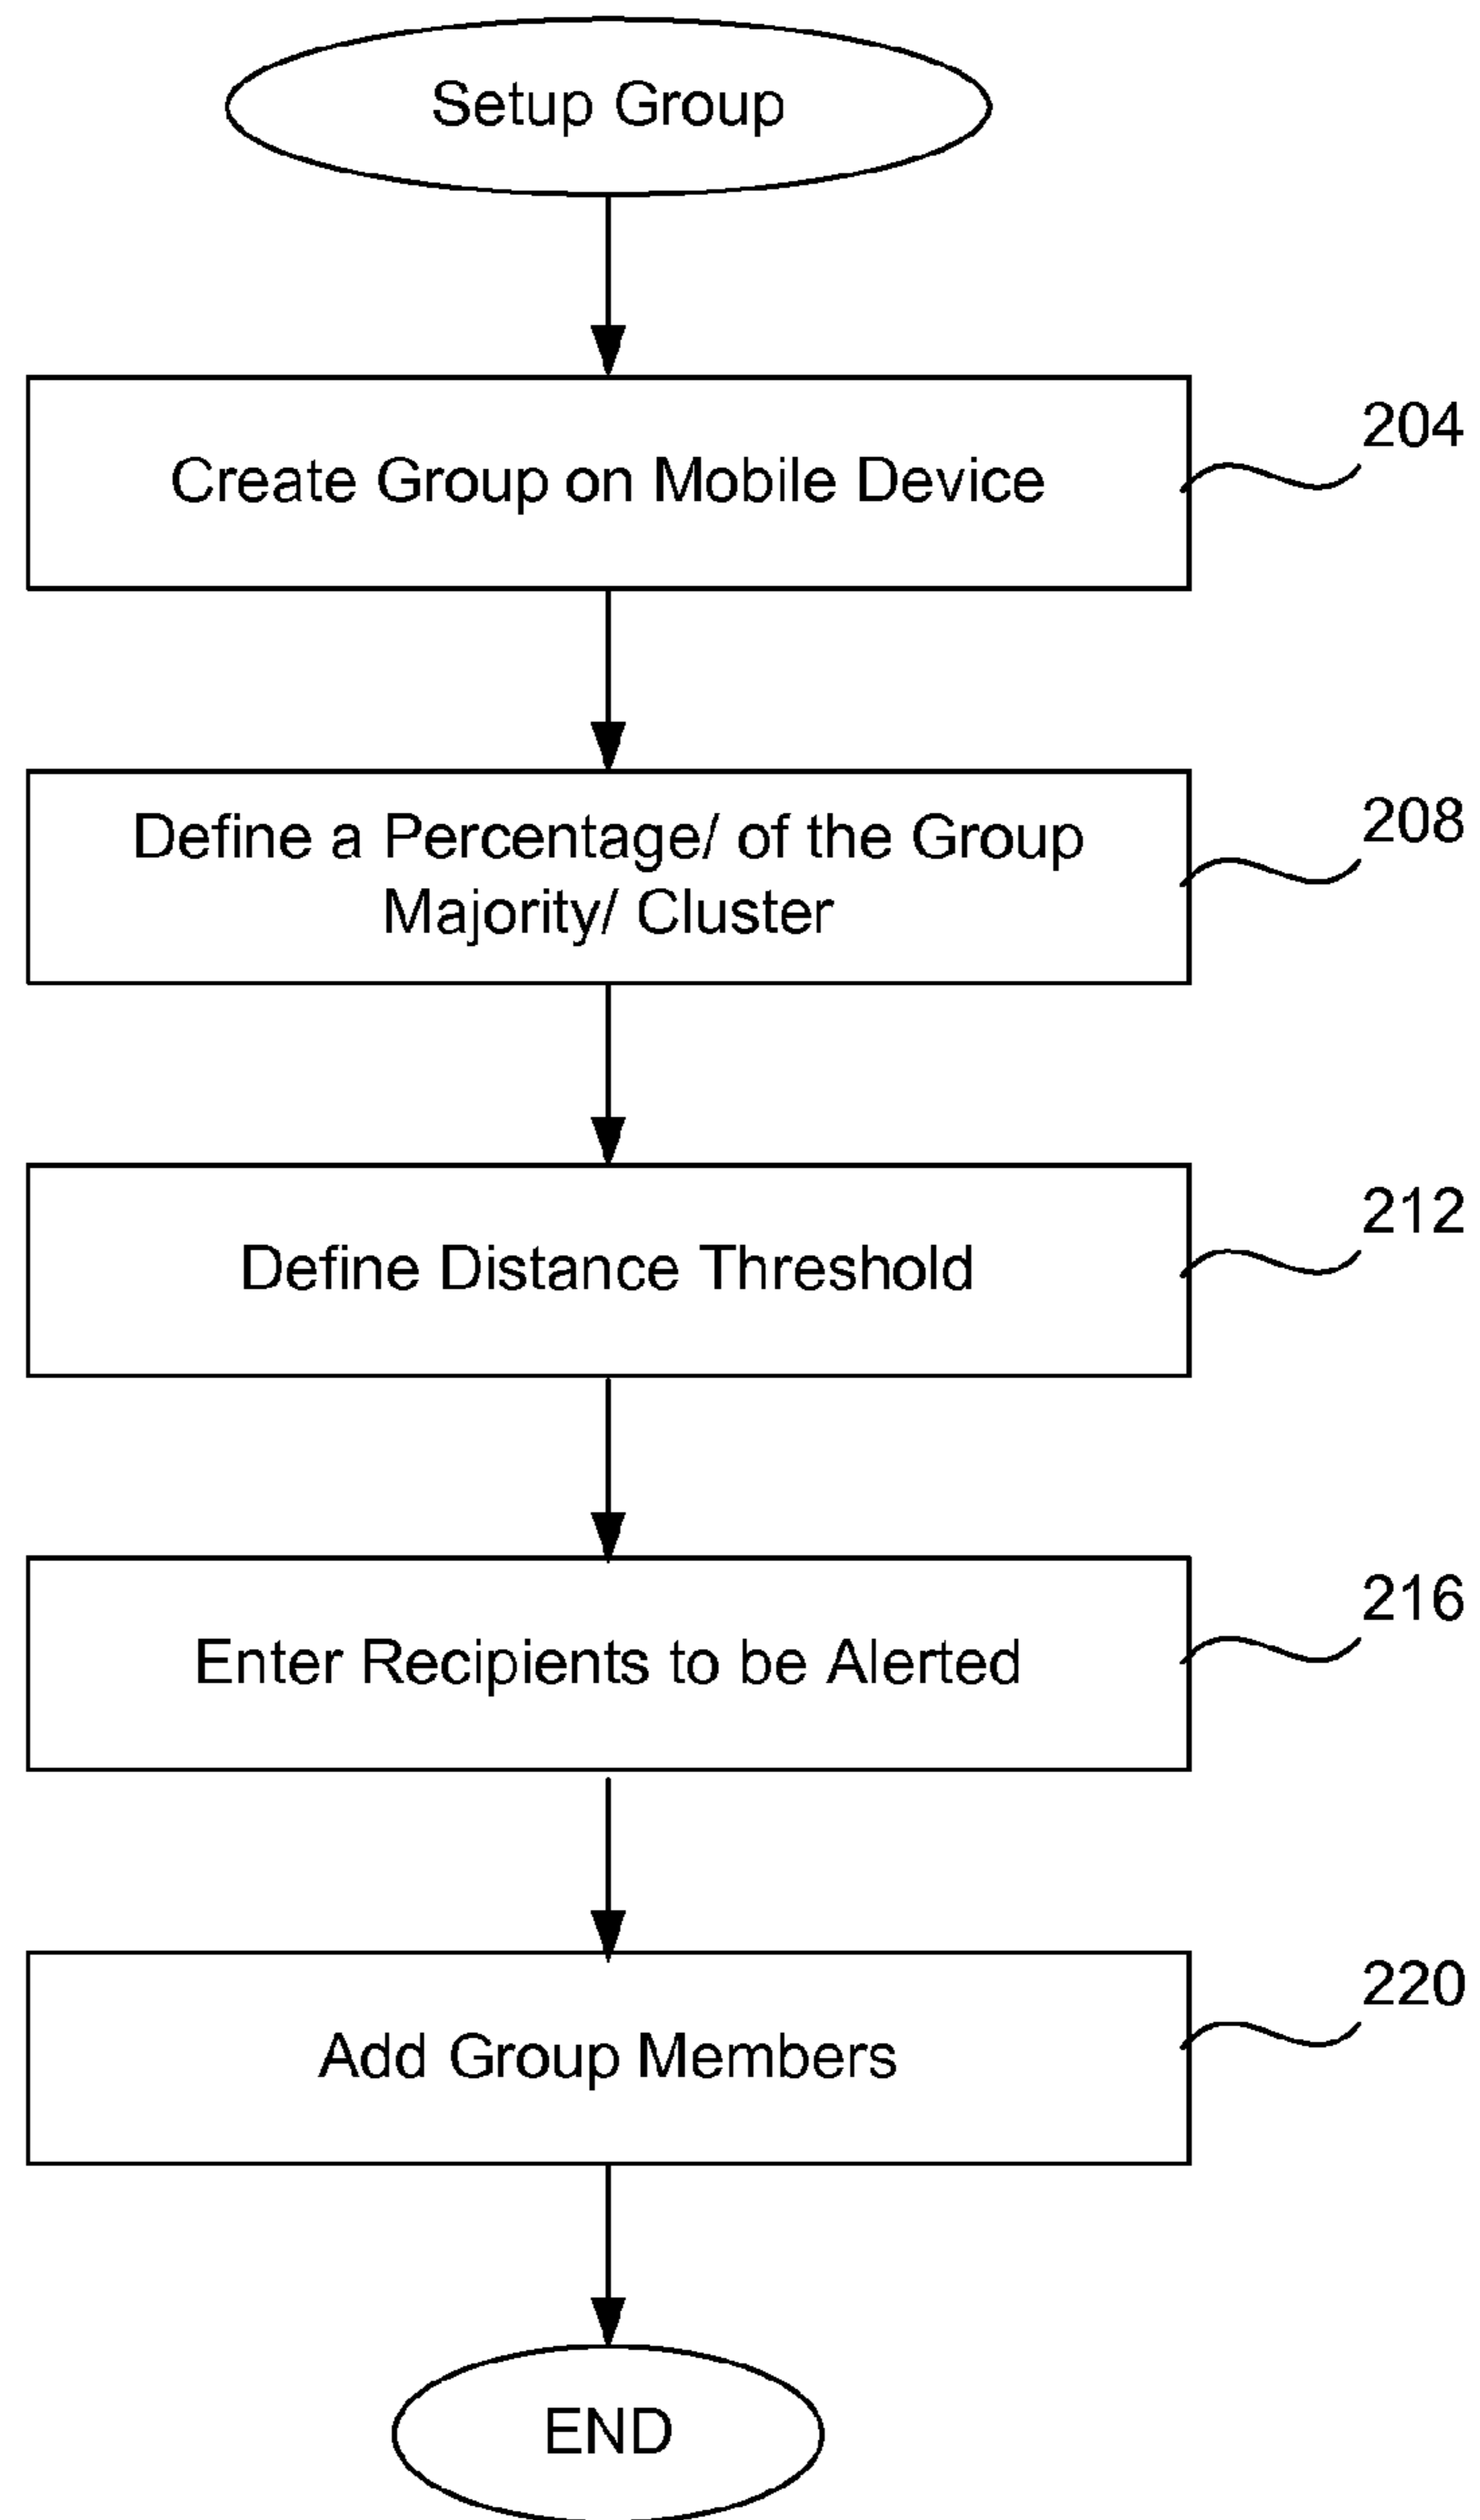 Setup Group
Create Group on Mobile Device
204
Define a Percentage/ of the Group
Majority/ Cluster
208
Define Distance Threshold
212
Enter Recipients to be Alerted
216
Add Group Members
220
END